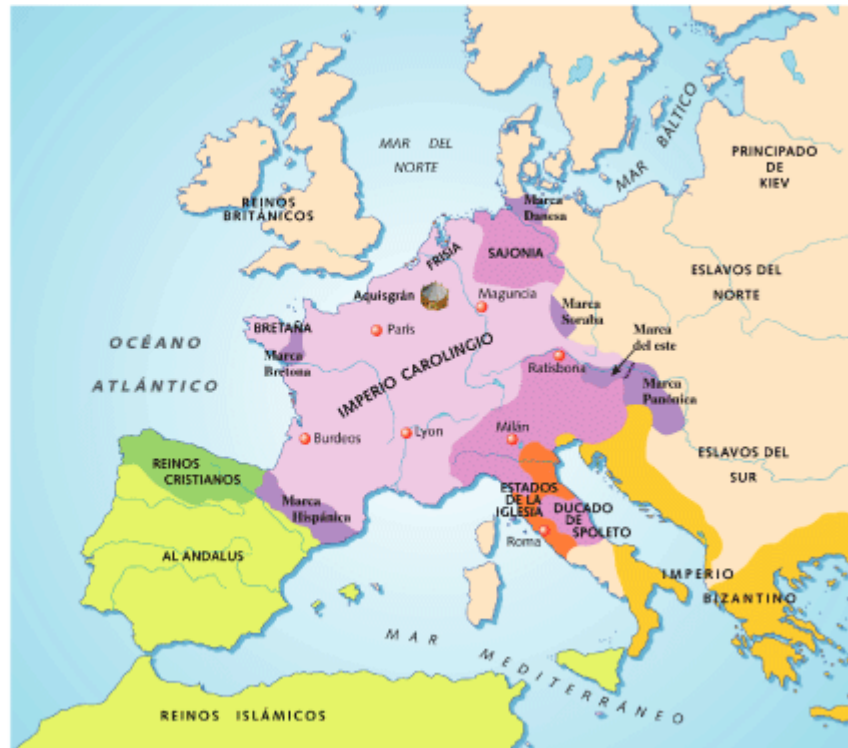 MAR DEL
NORTE
MAR BÁLTICO
PRINCIPADO
DE
KIEV
REINOS
BRITÁNICOS
Marca
Danesa
FRISIA
SAJONIA
ESLAVOS DEL
NORTE
Aquisgrán
Maguncia
Marca
Soraba
BRETAÑA
París
Marca
del este
OCÉANO
ATLÁNTICO
Marca
Bretona
IMPERIO CAROLINGIO
Ratisbona
Marca
Panónica
Burdeos
Lyon
Milán
ESLAVOS DEL
SUR
REINOS
CRISTIANOS
Marca
Hispánica
ESTADOS
DE LA
IGLESIA
DUCADO
DE
SPOLETO
Roma
AL ANDALUS
IMPERIO
BIZANTINO
MAR MEDITERRÁNEO
REINOS ISLÁMICOS